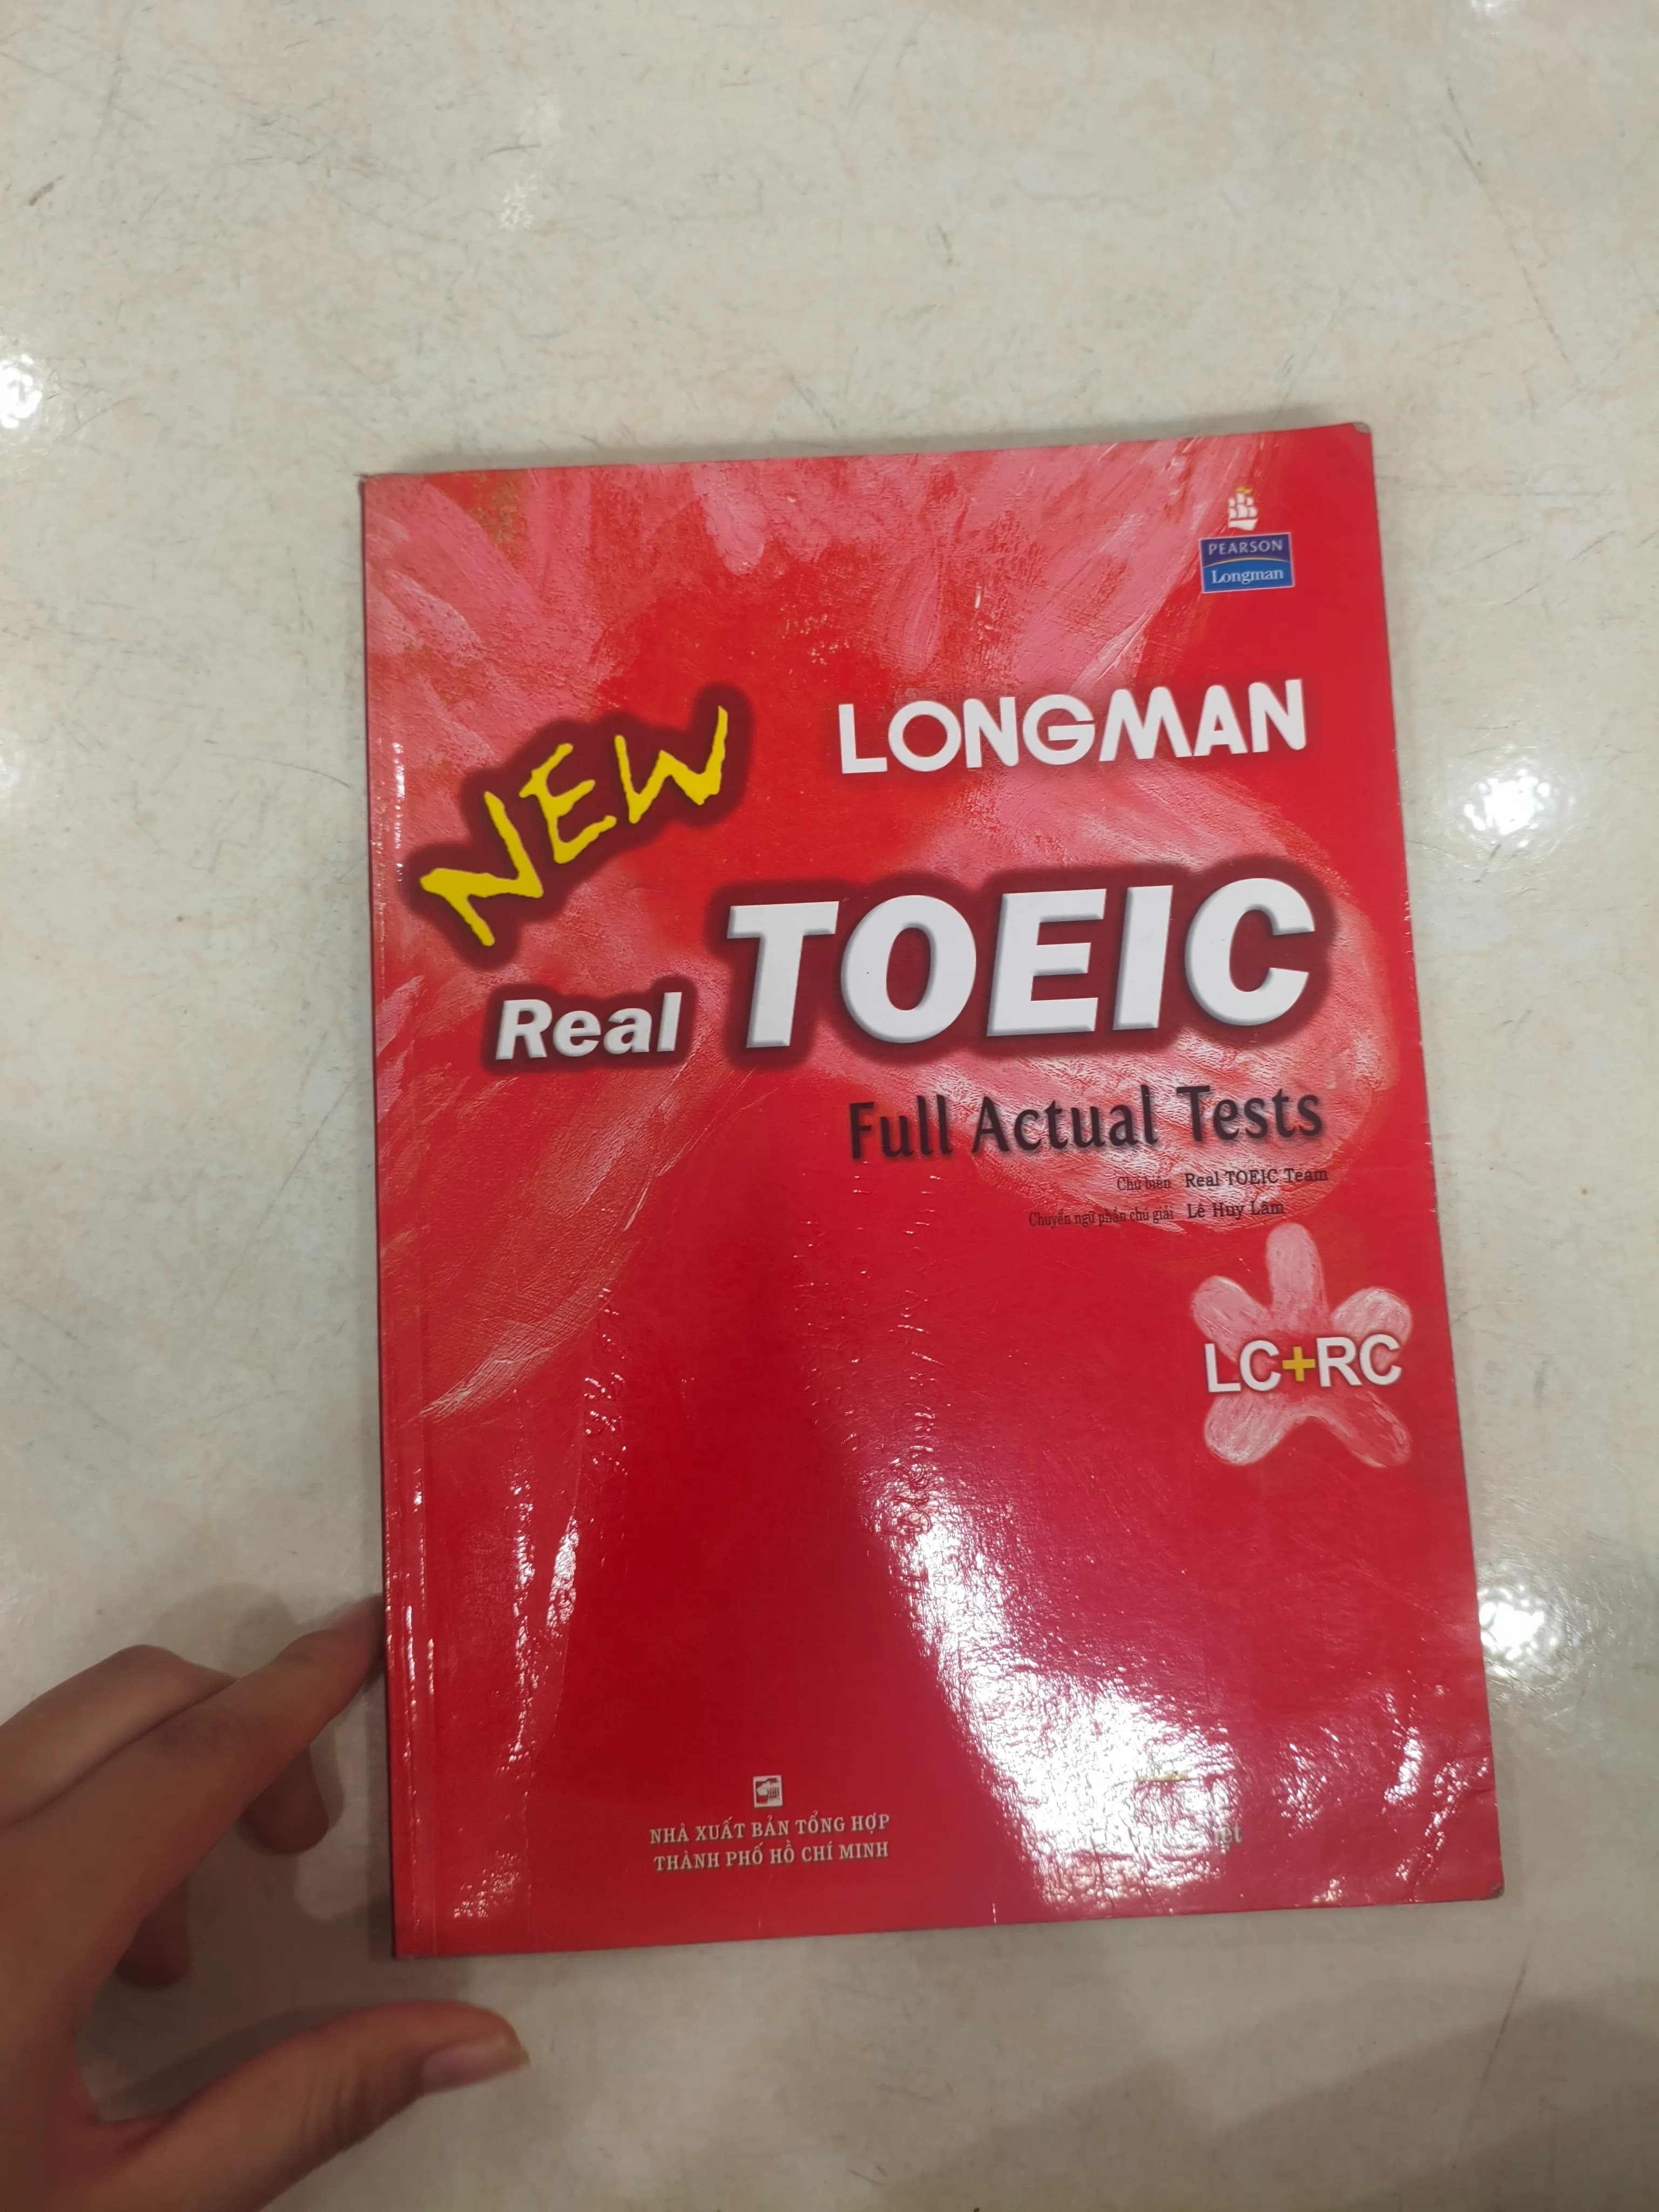 PEARSON
Longman
NEW
LONGMAN
Real TOEIC
Full Actual Tests
Chủ biên Real TOEIC Team
Chuyển ngữ phần chú giải Lê Huy Lâm
LC+RC
NHÀ XUẤT BẢN TỔNG HỢP
THÀNH PHỐ HỒ CHÍ MINH